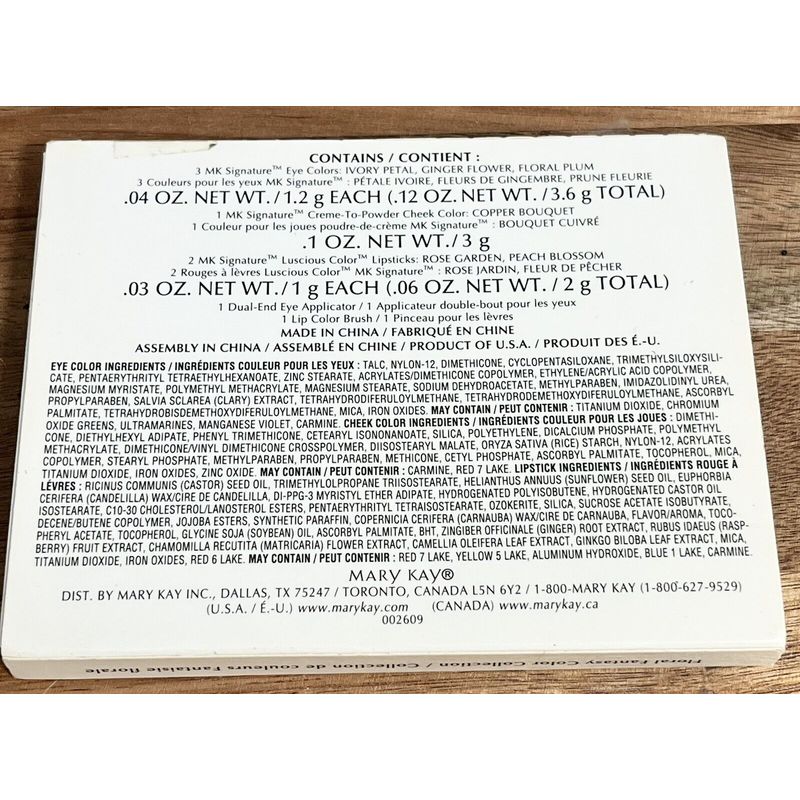 CONTAINS / CONTIENT :
3 MK Signature™ Eye Colors: IVORY PETAL, GINGER FLOWER, FLORAL PLUM
3 Couleurs pour les yeux MK Signature™ : PÉTALE IVOIRE, FLEURS DE GINGEMBRE, PRUNE FLEURIE
.04 OZ. NET WT. / 1.2 g EACH (.12 OZ. NET WT. / 3.6 g TOTAL)
1 MK Signature™ Creme-To-Powder Cheek Color: COPPER BOUQUET
1 Couleur pour les joues poudre-de-crème MK Signature™ : BOUQUET CUIVRÉ
.1 OZ. NET WT. / 3 g
2 MK Signature™ Luscious Color™ Lipsticks: ROSE GARDEN, PEACH BLOSSOM
2 Rouges à lèvres Luscious Color™ MK Signature™ : ROSE JARDIN, FLEUR DE PÊCHER
.03 OZ. NET WT. / 1 g EACH (.06 OZ. NET WT. / 2 g TOTAL)
1 Dual-End Eye Applicator / 1 Applicateur double-bout pour les yeux
1 Lip Color Brush / 1 Pinceau pour les lèvres
MADE IN CHINA / FABRIQUÉ EN CHINE
ASSEMBLY IN CHINA / ASSEMBLÉ EN CHINE / PRODUCT OF U.S.A. / PRODUIT DES É.-U.
EYE COLOR INGREDIENTS / INGRÉDIENTS COULEUR POUR LES YEUX : TALC, NYLON-12, DIMETHICONE, CYCLOPENTASILOXANE, TRIMETHYLSILOXYSILI-
CATE, PENTAERYTHRITYL TETRAETHYLHEXANOATE, ZINC STEARATE, ACRYLATES/DIMETHICONE COPOLYMER, ETHYLENE/ACRYLIC ACID COPOLYMER,
MAGNESIUM MYRISTATE, POLYMETHYL METHACRYLATE, MAGNESIUM STEARATE, SODIUM DEHYDROACETATE, METHYLPARABEN, IMIDAZOLIDINYL UREA,
PROPYLPARABEN, SALVIA SCLAREA (CLARY) EXTRACT, TETRAHYDRODIFERULOYLMETHANE, TETRAHYDRODEMETHOXYDIFERULOYLMETHANE, ASCORBYL
PALMITATE, TETRAHYDROBISDEMETHOXYDIFERULOYLMETHANE, MICA, IRON OXIDES. MAY CONTAIN / PEUT CONTENIR : TITANIUM DIOXIDE, CHROMIUM
OXIDE GREENS, ULTRAMARINES, MANGANESE VIOLET, CARMINE. CHEEK COLOR INGREDIENTS / INGRÉDIENTS COULEUR POUR LES JOUES : DIMETHI-
CONE, DIETHYLHEXYL ADIPATE, PHENYL TRIMETHICONE, CETEARYL ISONONANOATE, SILICA, POLYETHYLENE, DICALCIUM PHOSPHATE, POLYMETHYL
METHACRYLATE, DIMETHICONE/VINYL DIMETHICONE CROSSPOLYMER, DIISOSTEARYL MALATE, ORYZA SATIVA (RICE) STARCH, NYLON-12, ACRYLATES
COPOLYMER, STEARYL PHOSPHATE, METHYLPARABEN, PROPYLPARABEN, METHICONE, CETYL PHOSPHATE, ASCORBYL PALMITATE, TOCOPHEROL, MICA,
TITANIUM DIOXIDE, IRON OXIDES, ZINC OXIDE. MAY CONTAIN / PEUT CONTENIR : CARMINE, RED 7 LAKE. LIPSTICK INGREDIENTS / INGRÉDIENTS ROUGE À
LÈVRES : RICINUS COMMUNIS (CASTOR) SEED OIL, TRIMETHYLOLPROPANE TRIISOSTEARATE, HELIANTHUS ANNUUS (SUNFLOWER) SEED OIL, EUPHORBIA
CERIFERA (CANDELILLA) WAX/CIRE DE CANDELILLA, DI-PPG-3 MYRISTYL ETHER ADIPATE, HYDROGENATED POLYISOBUTENE, HYDROGENATED CASTOR OIL
ISOSTEARATE, C10-30 CHOLESTEROL/LANOSTEROL ESTERS, PENTAERYTHRITYL TETRAISOSTEARATE, OZOKERITE, SILICA, SUCROSE ACETATE ISOBUTYRATE,
DECENE/BUTENE COPOLYMER, JOJOBA ESTERS, SYNTHETIC PARAFFIN, COPERNICIA CERIFERA (CARNAUBA) WAX/CIRE DE CARNAUBA, FLAVOR/AROMA, TOCO-
PHERYL ACETATE, TOCOPHEROL, GLYCINE SOJA (SOYBEAN) OIL, ASCORBYL PALMITATE, BHT, ZINGIBER OFFICINALE (GINGER) ROOT EXTRACT, RUBUS IDAEUS (RASP-
BERRY) FRUIT EXTRACT, CHAMOMILLA RECUTITA (MATRICARIA) FLOWER EXTRACT, CAMELLIA OLEIFERA LEAF EXTRACT, GINKGO BILOBA LEAF EXTRACT, MICA,
TITANIUM DIOXIDE, IRON OXIDES, RED 6 LAKE. MAY CONTAIN / PEUT CONTENIR : RED 7 LAKE, YELLOW 5 LAKE, ALUMINUM HYDROXIDE, BLUE 1 LAKE, CARMINE.
MARY KAY®
DIST. BY MARY KAY INC., DALLAS, TX 75247 / TORONTO, CANADA L5N 6Y2 / 1-800-MARY KAY (1-800-627-9529)
(U.S.A. / É.-U.) www.marykay.com (CANADA) www.marykay.ca
002609
Floral Fantasy Color Collection / Collection de couleurs Fantaisie florale